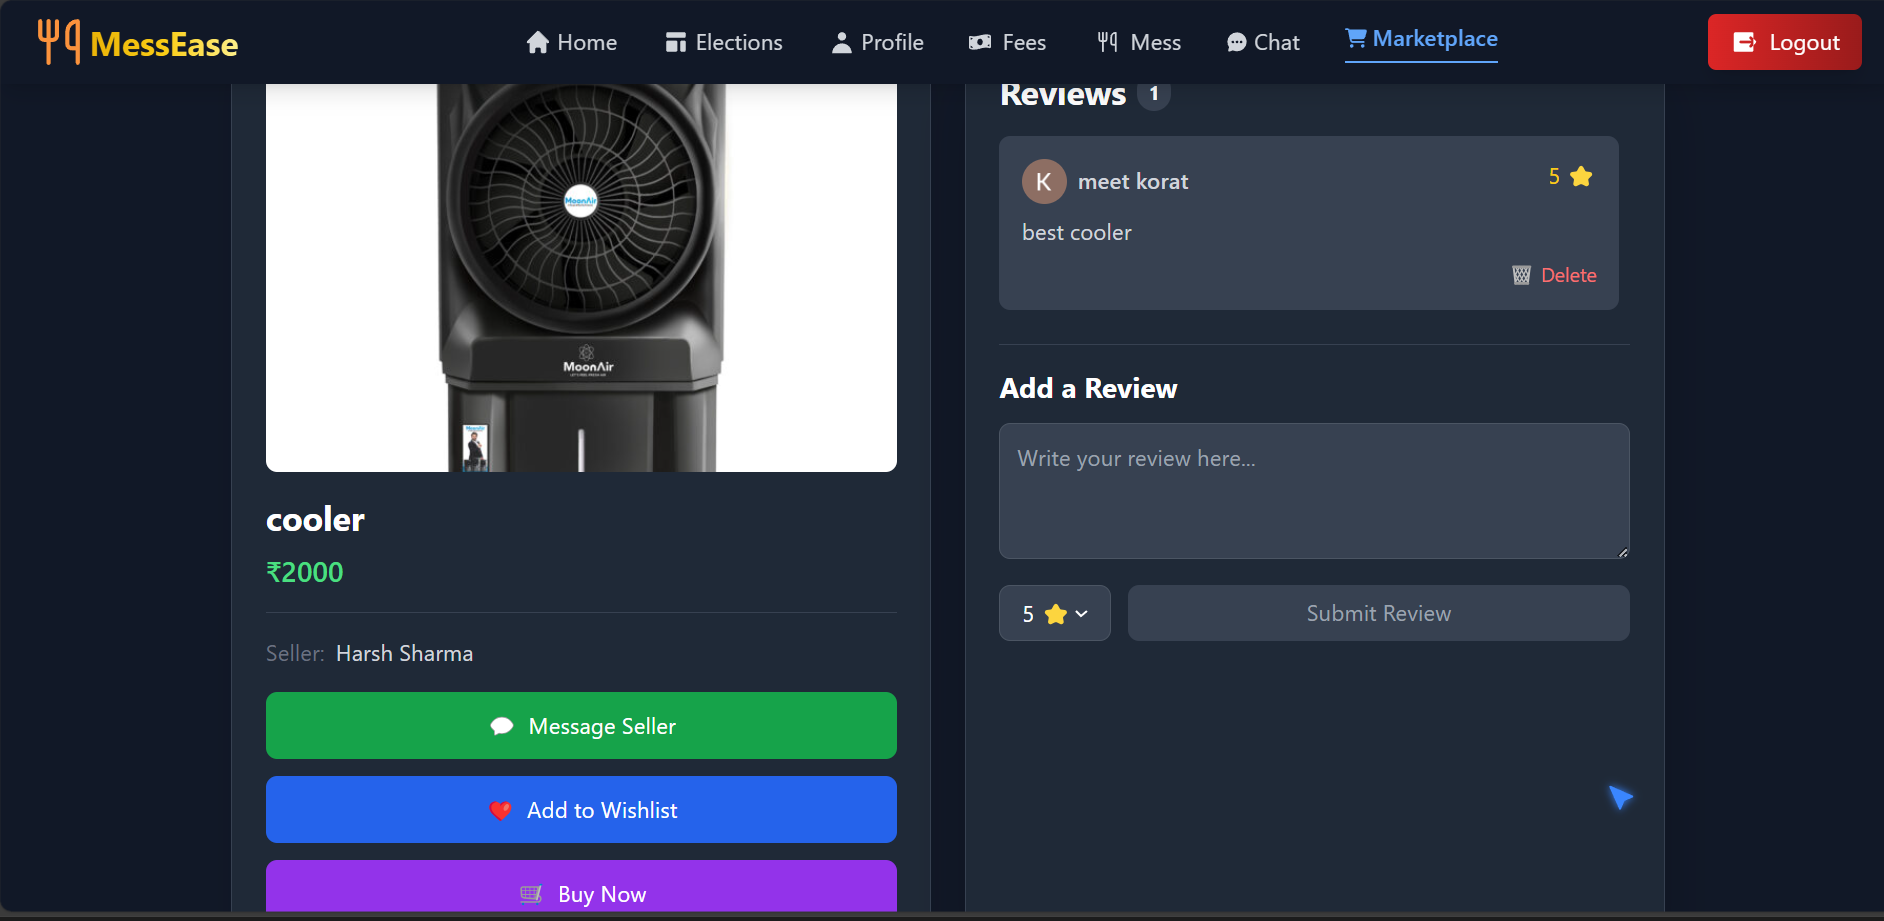 MessEase
Home
Elections
Profile
Fees
Mess
Chat
Marketplace
Logout
MoonAir
MoonAir
cooler
₹2000
Seller: Harsh Sharma
Message Seller
Add to Wishlist
Buy Now
Reviews 1
K meet korat 5
best cooler
Delete
Add a Review
Write your review here...
5
Submit Review